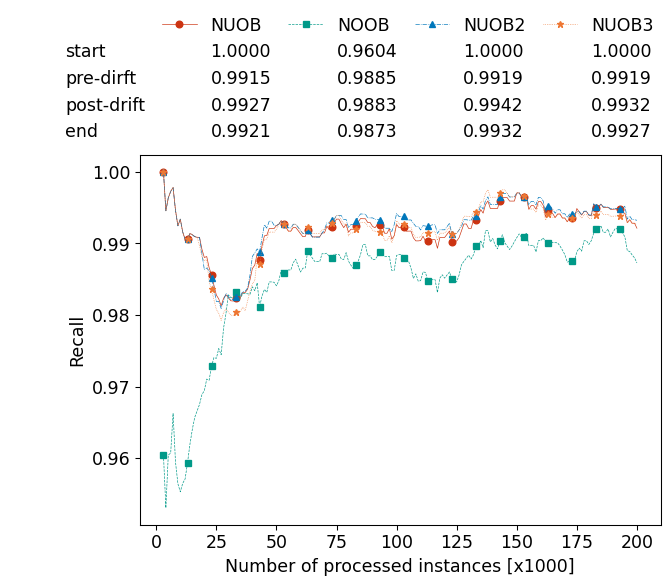 NUOB NOOB NUOB2 NUOB3
start 1.0000 0.9604 1.0000 1.0000
pre-dirft 0.9915 0.9885 0.9919 0.9919
post-drift 0.9927 0.9883 0.9942 0.9932
end 0.9921 0.9873 0.9932 0.9927
1.00
0.99
0.98
0.97
0.96
Recall
0 25 50 75 100 125 150 175 200
Number of processed instances [x1000]